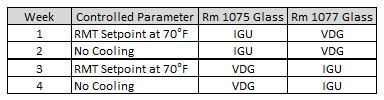 Week Controlled Parameter Rm 1075 Glass Rm 1077 Glass
1 RMT Setpoint at 70°F IGU VDG
2 No Cooling IGU VDG
3 RMT Setpoint at 70°F VDG IGU
4 No Cooling VDG IGU